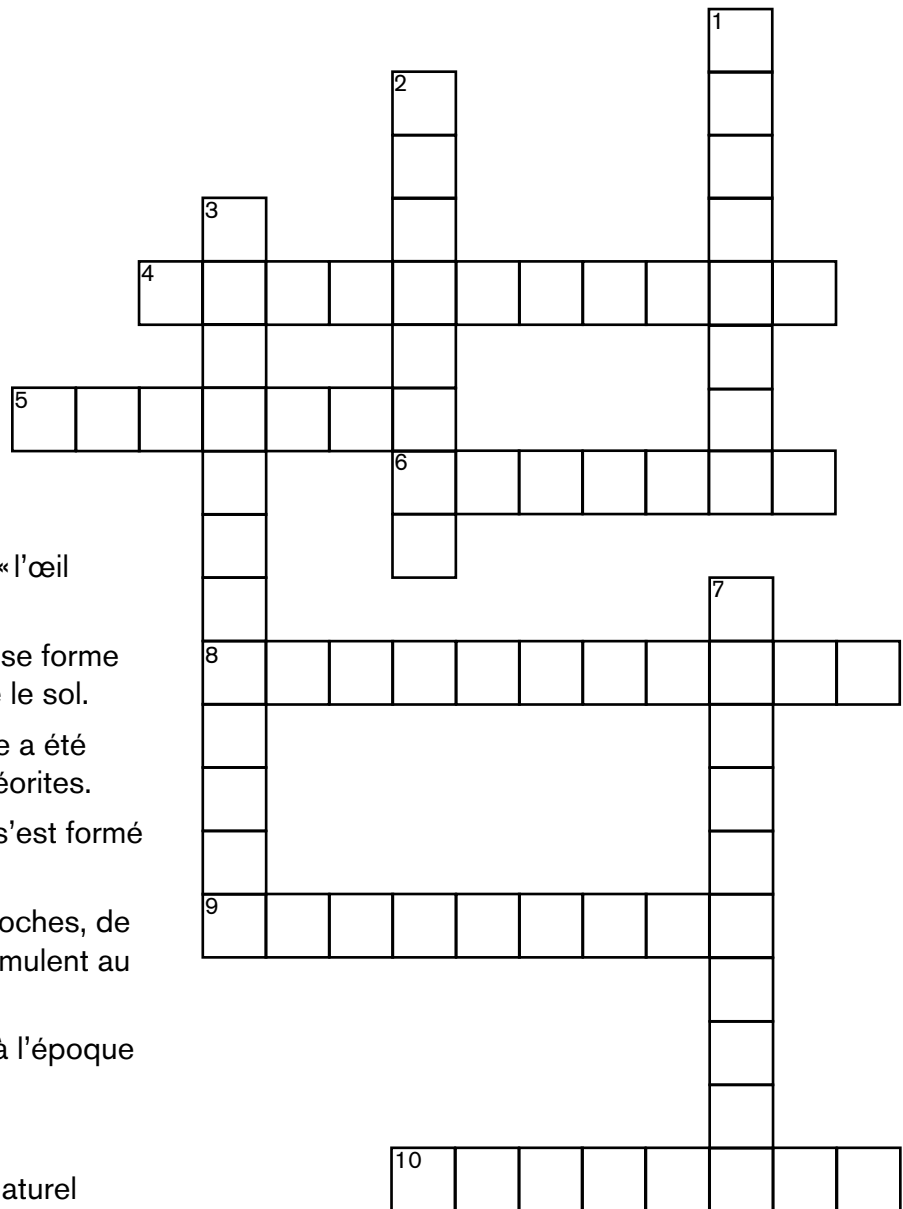 1
2
3
4
5
6
« l’œil
7
se forme
8
le sol.
e a été
éorites.
s’est formé
9
oches, de
mulent au
à l’époque
10
aturel